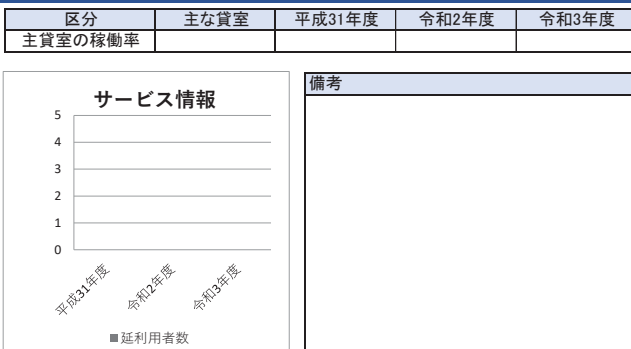 区分 主な貸室 平成31年度 令和2年度 令和3年度
主貸室の稼働率
サービス情報
5
4
3
2
1
0
平成31年度 令和2年度 令和3年度
■延利用者数
備考